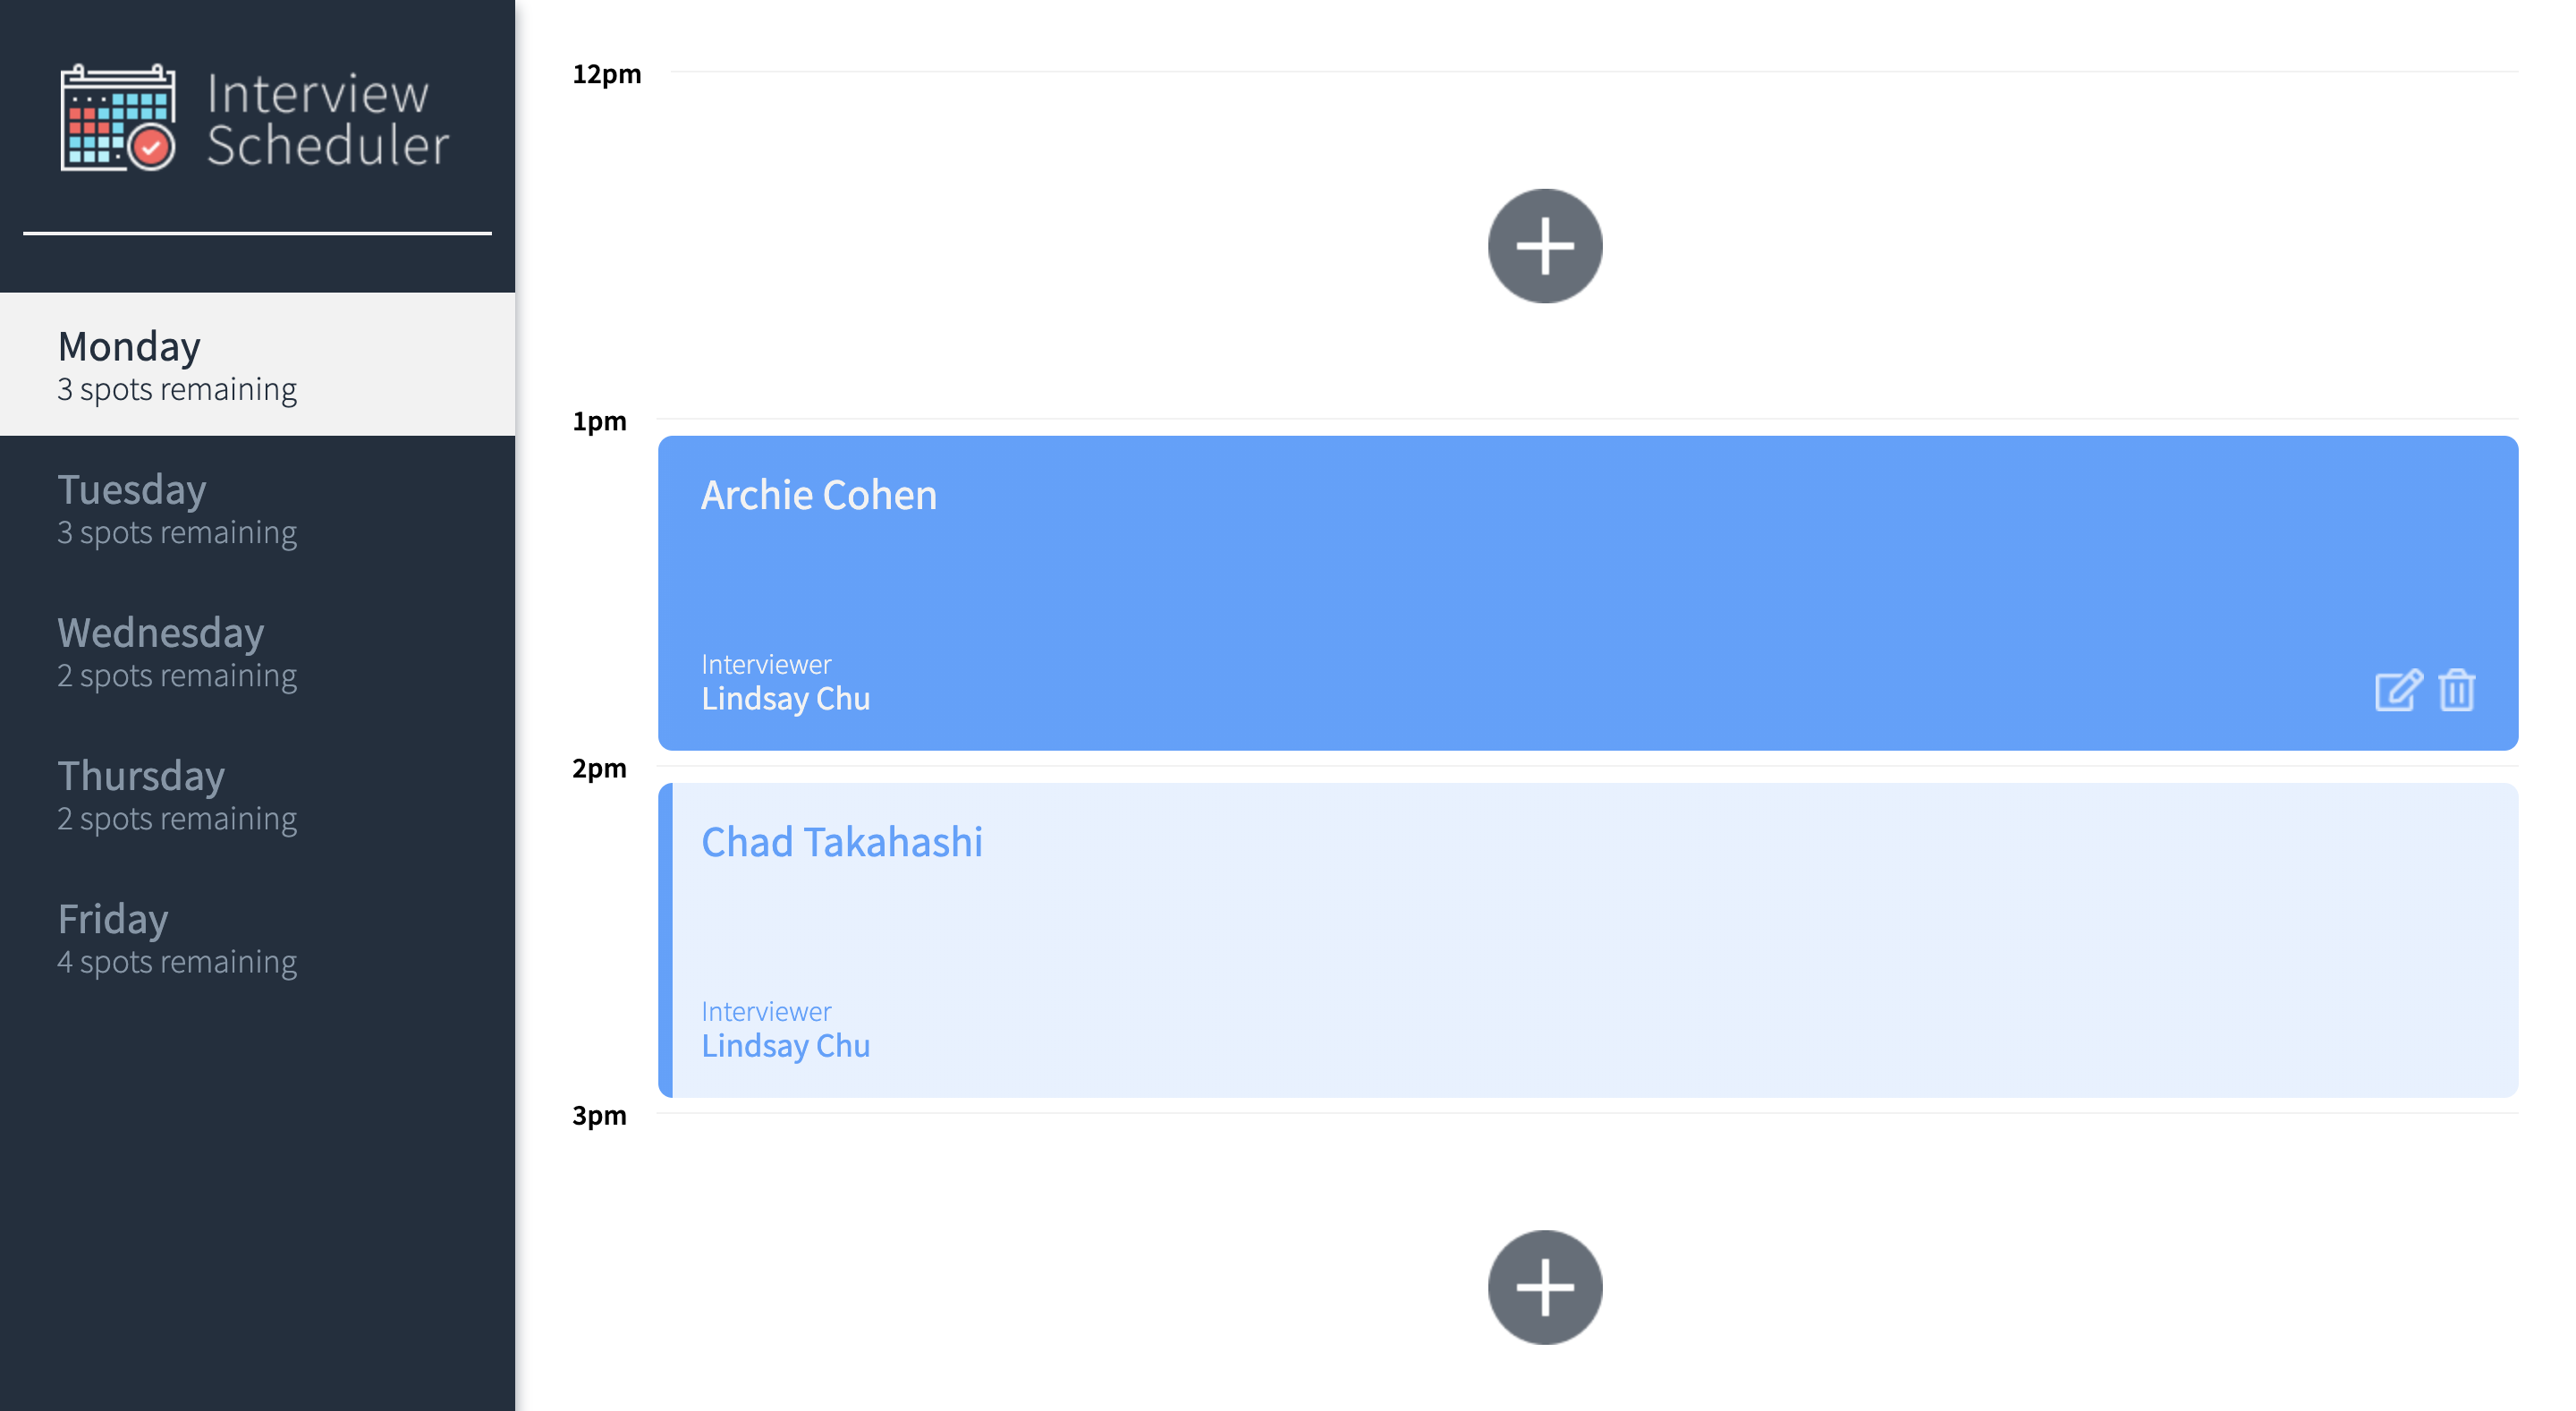 Interview
Scheduler
Monday
3 spots remaining
Tuesday
3 spots remaining
Wednesday
2 spots remaining
Thursday
2 spots remaining
Friday
4 spots remaining
12pm
1pm
Archie Cohen
Interviewer
Lindsay Chu
2pm
Chad Takahashi
Interviewer
Lindsay Chu
3pm